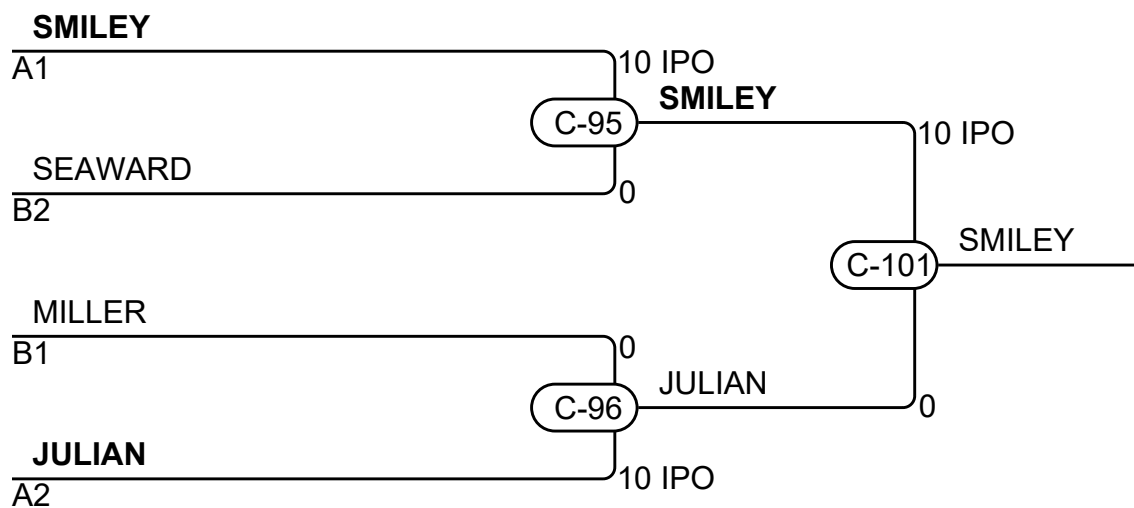 SMILEY
A1
10 IPO
SMILEY
C-95
10 IPO
SEAWARD
B2
0
SMILEY
C-101
MILLER
B1
0
JULIAN
C-96
0
JULIAN
A2
10 IPO